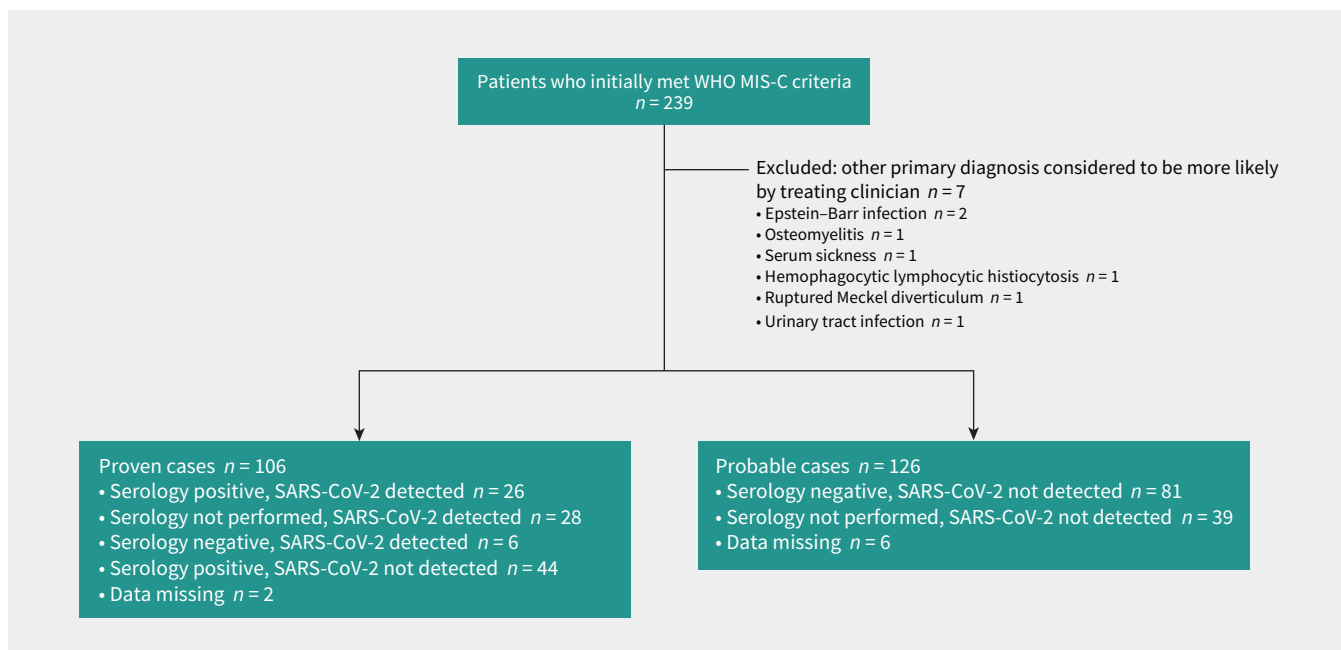 Patients who initially met WHO MIS-C criteria
n = 239
Excluded: other primary diagnosis considered to be more likely
by treating clinician n = 7
• Epstein–Barr infection n = 2
• Osteomyelitis n = 1
• Serum sickness n = 1
• Hemophagocytic lymphocytic histiocytosis n = 1
• Ruptured Meckel diverticulum n = 1
• Urinary tract infection n = 1
Proven cases n = 106
• Serology positive, SARS-CoV-2 detected n = 26
• Serology not performed, SARS-CoV-2 detected n = 28
• Serology negative, SARS-CoV-2 detected n = 6
• Serology positive, SARS-CoV-2 not detected n = 44
• Data missing n = 2
Probable cases n = 126
• Serology negative, SARS-CoV-2 not detected n = 81
• Serology not performed, SARS-CoV-2 not detected n = 39
• Data missing n = 6